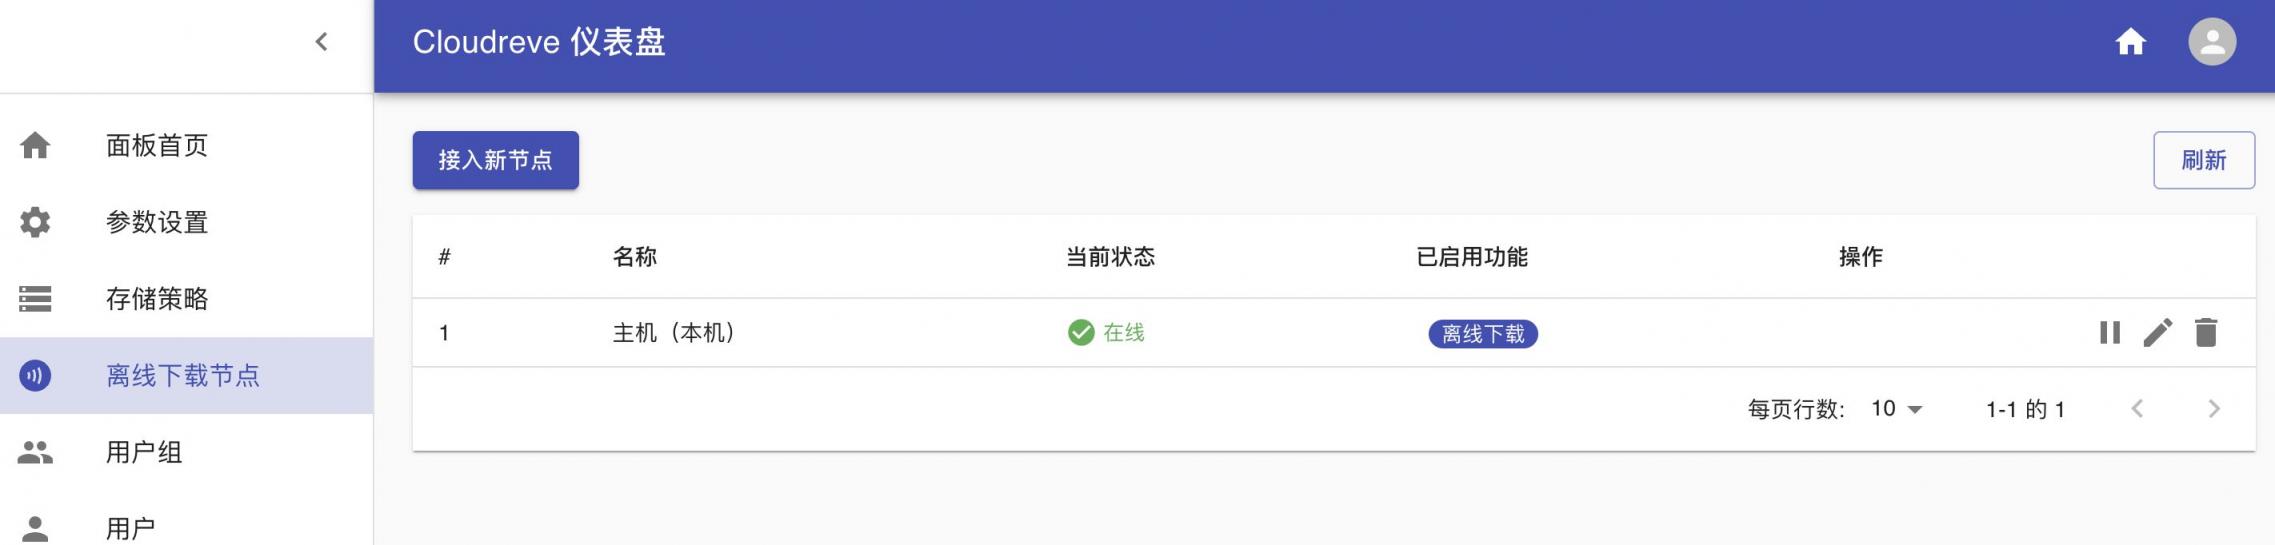 Cloudreve 仪表盘
面板首页
参数设置
存储策略
离线下载节点
用户组
用户
接入新节点
刷新
# 名称 当前状态 已启用功能 操作
1 主机（本机） 在线 离线下载
每页行数: 10 1-1 的 1